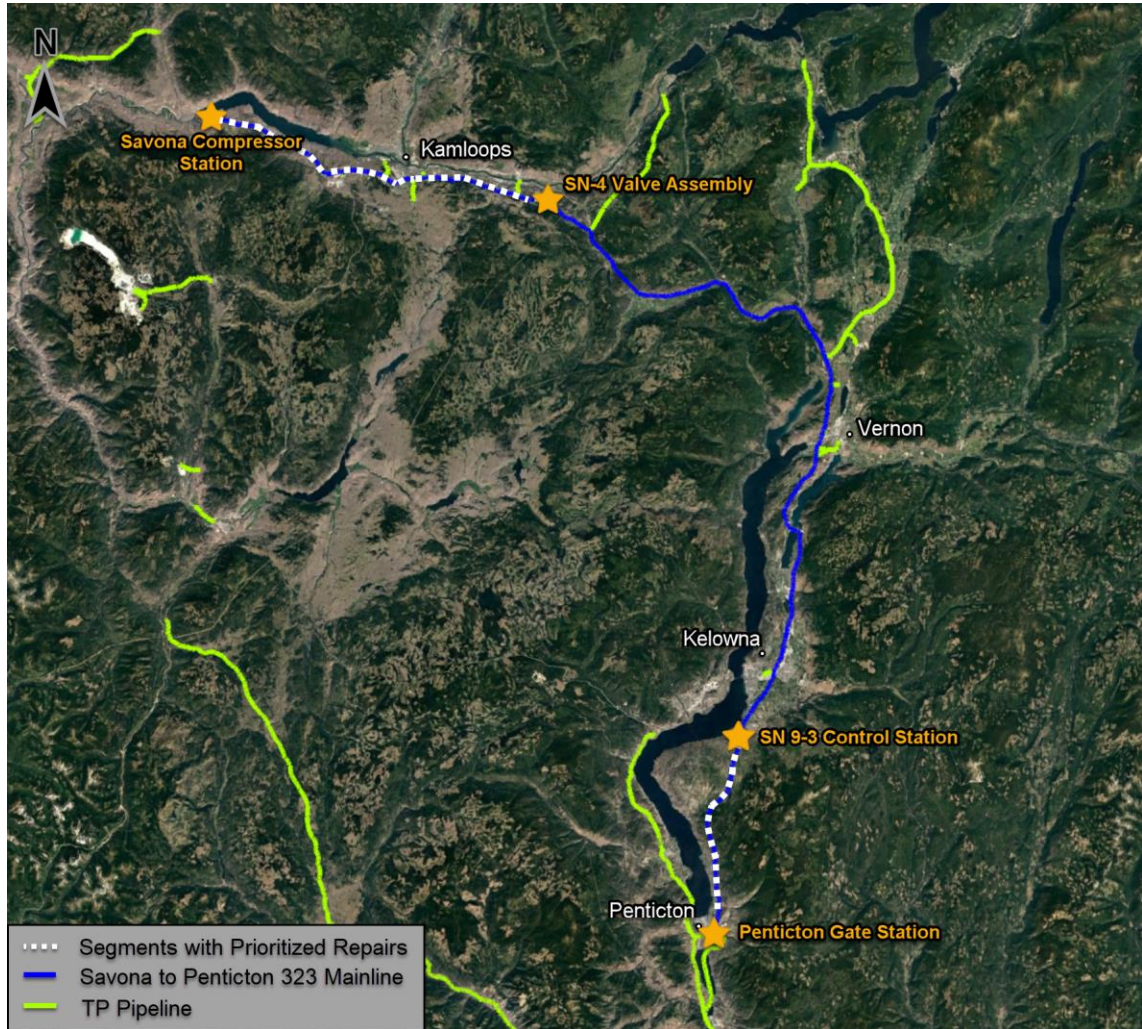 N
Savona Compressor
Station
Kamloops
SN-4 Valve Assembly
Vernon
Kelowna
SN 9-3 Control Station
Penticton
Penticton Gate Station
Segments with Prioritized Repairs
Savona to Penticton 323 Mainline
TP Pipeline